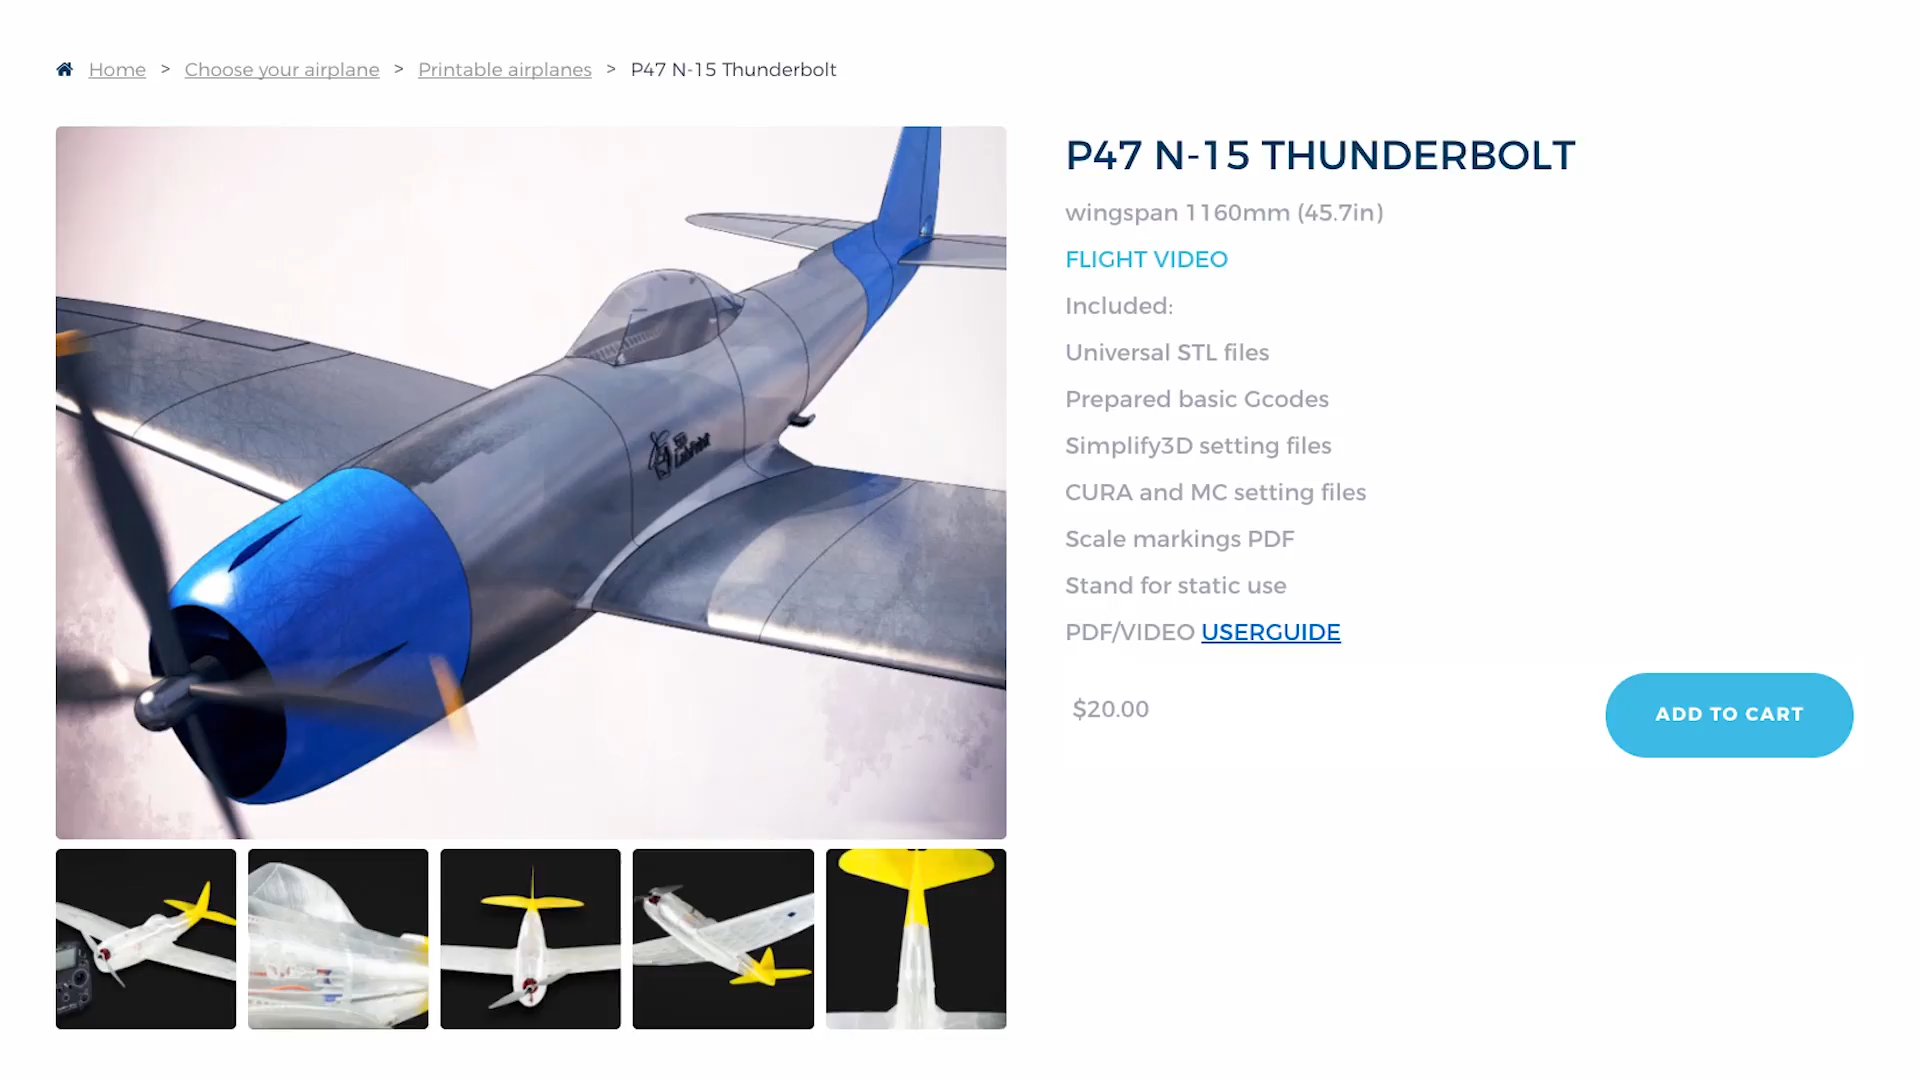 Home > Choose your airplane > Printable airplanes > P47 N-15 Thunderbolt
P47 N-15 THUNDERBOLT
wingspan 1160mm (45.7in)
FLIGHT VIDEO
Included:
Universal STL files
Prepared basic Gcodes
Simplify3D setting files
CURA and MC setting files
Scale markings PDF
Stand for static use
PDF/VIDEO USERGUIDE
$20.00
ADD TO CART